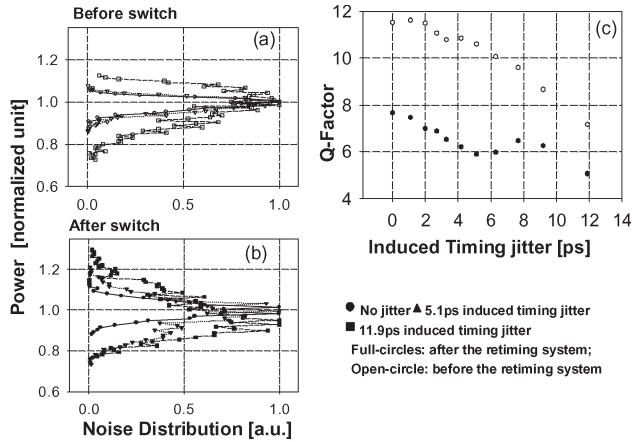 Before switch
(a)
1.2
1.0
0.8
0.6
0.0
0.5
1.0
After switch
(b)
1.2
1.0
0.8
0.6
0.0
0.5
1.0
Power [normalized unit]
Noise Distribution [a.u.]
(c)
12
10
8
6
4
Q-Factor
0 2 4 6 8 10 12 14
Induced Timing jitter [ps]
● No jitter ▲ 5.1ps induced timing jitter
■ 11.9ps induced timing jitter
Full-circles: after the retiming system;
Open-circle: before the retiming system